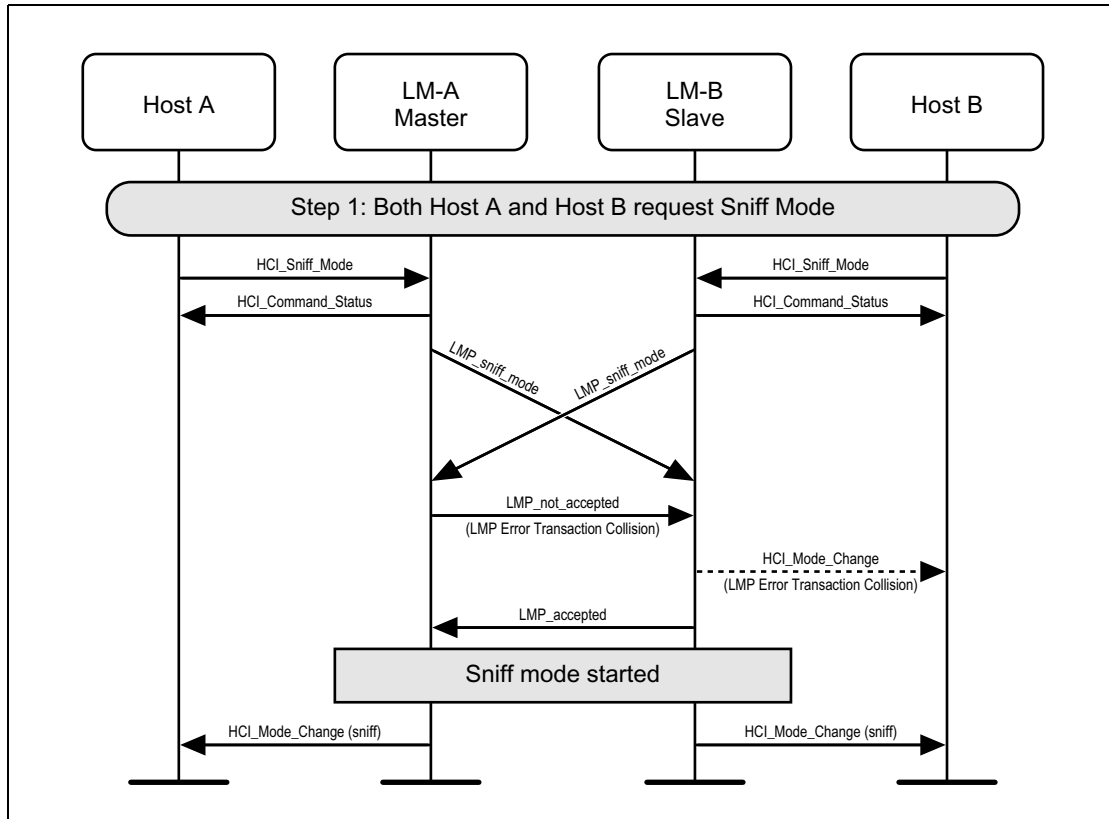 Host A
LM-A
Master
LM-B
Slave
Host B
Step 1: Both Host A and Host B request Sniff Mode
HCI_Sniff_Mode
HCI_Sniff_Mode
HCI_Command_Status
HCI_Command_Status
LMP_sniff_mode
LMP_sniff_mode
LMP_not_accepted
(LMP Error Transaction Collision)
HCI_Mode_Change
(LMP Error Transaction Collision)
LMP_accepted
Sniff mode started
HCI_Mode_Change (sniff)
HCI_Mode_Change (sniff)